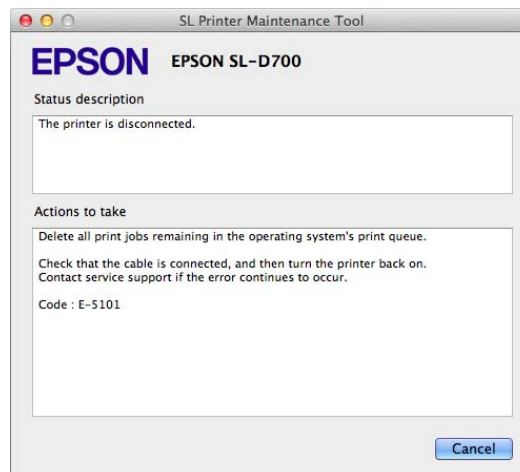 SL Printer Maintenance Tool
EPSON EPSON SL-D700
Status description
The printer is disconnected.
Actions to take
Delete all print jobs remaining in the operating system's print queue.
Check that the cable is connected, and then turn the printer back on.
Contact service support if the error continues to occur.
Code : E-5101
Cancel